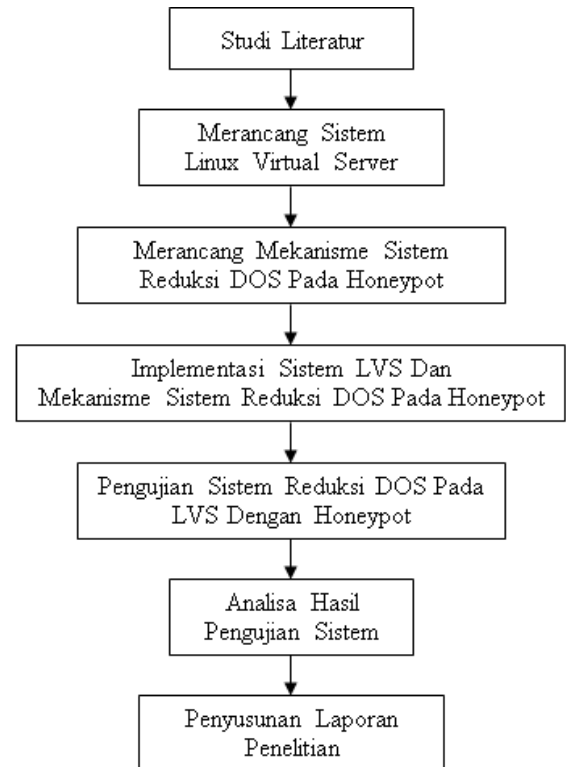 Studi Literatur
Merancang Sistem
Linux Virtual Server
Merancang Mekanisme Sistem
Reduksi DOS Pada Honeypot
Implementasi Sistem LVS Dan
Mekanisme Sistem Reduksi DOS Pada Honeypot
Pengujian Sistem Reduksi DOS Pada
LVS Dengan Honeypot
Analisa Hasil
Pengujian Sistem
Penyusunan Laporan
Penelitian